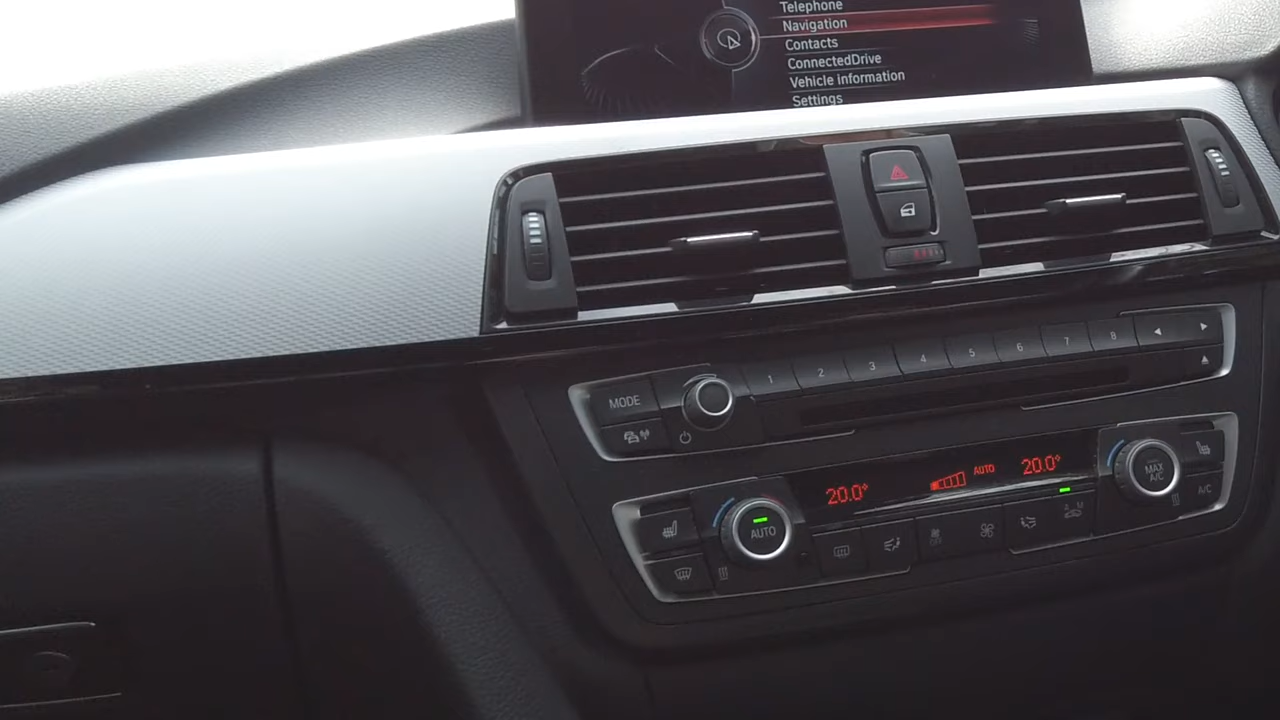 Telephone
Navigation
Contacts
ConnectedDrive
Vehicle information
Settings
MODE
1 2 3 4 5 6 7 8
20.0°
AUTO
20.0°
AUTO
MAX
A/C
A/C